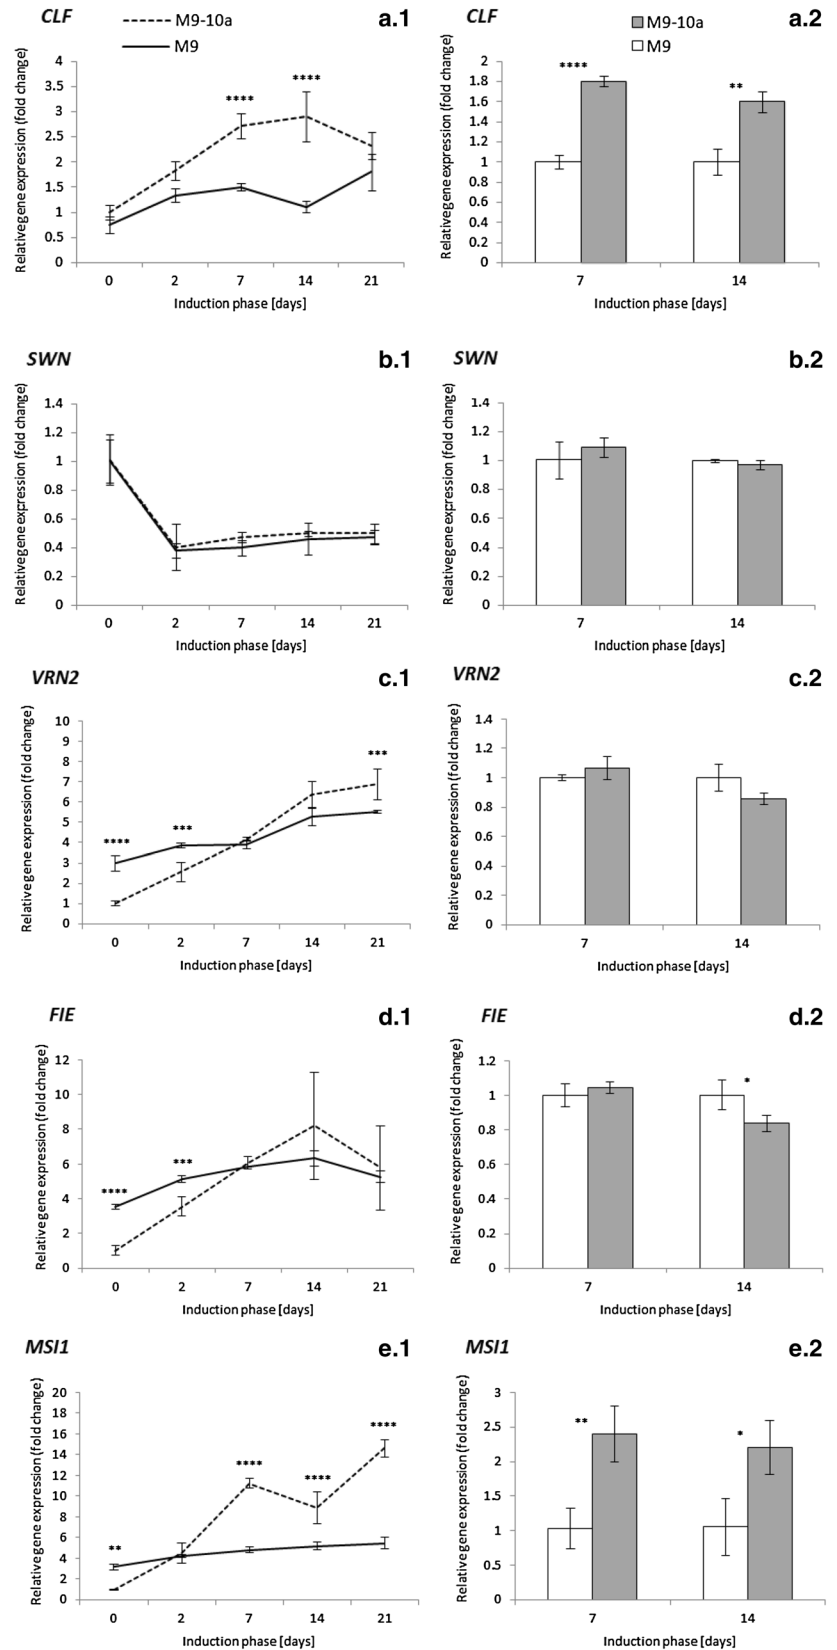 CLF
M9-10a
M9
a.1
Relative gene expression (fold change)
4
3.5
3
2.5
2
1.5
1
0.5
0
****
****
0 2 7 14 21
Induction phase [days]
a.2
CLF
M9-10a
M9
Relative gene expression (fold change)
2
1.8
1.6
1.4
1.2
1
0.8
0.6
0.4
0.2
0
****
**
7 14
Induction phase [days]
SWN
b.1
Relative gene expression (fold change)
1.4
1.2
1
0.8
0.6
0.4
0.2
0
0 2 7 14 21
Induction phase [days]
SWN
b.2
Relative gene expression (fold change)
1.4
1.2
1
0.8
0.6
0.4
0.2
0
7 14
Induction phase [days]
VRN2
c.1
Relative gene expression (fold change)
10
9
8
7
6
5
4
3
2
1
0
****
***
***
0 2 7 14 21
Induction phase [days]
VRN2
c.2
Relative gene expression (fold change)
1.4
1.2
1
0.8
0.6
0.4
0.2
0
7 14
Induction phase [days]
FIE
d.1
Relative gene expression (fold change)
12
10
8
6
4
2
0
****
***
0 2 7 14 21
Induction phase [days]
FIE
d.2
Relative gene expression (fold change)
1.2
1
0.8
0.6
0.4
0.2
0
*
7 14
Induction phase [days]
MSI1
e.1
Relative gene expression (fold change)
20
18
16
14
12
10
8
6
4
2
0
**
****
****
****
0 2 7 14 21
Induction phase [days]
MSI1
e.2
Relative gene expression (fold change)
3
2.5
2
1.5
1
0.5
0
**
*
7 14
Induction phase [days]